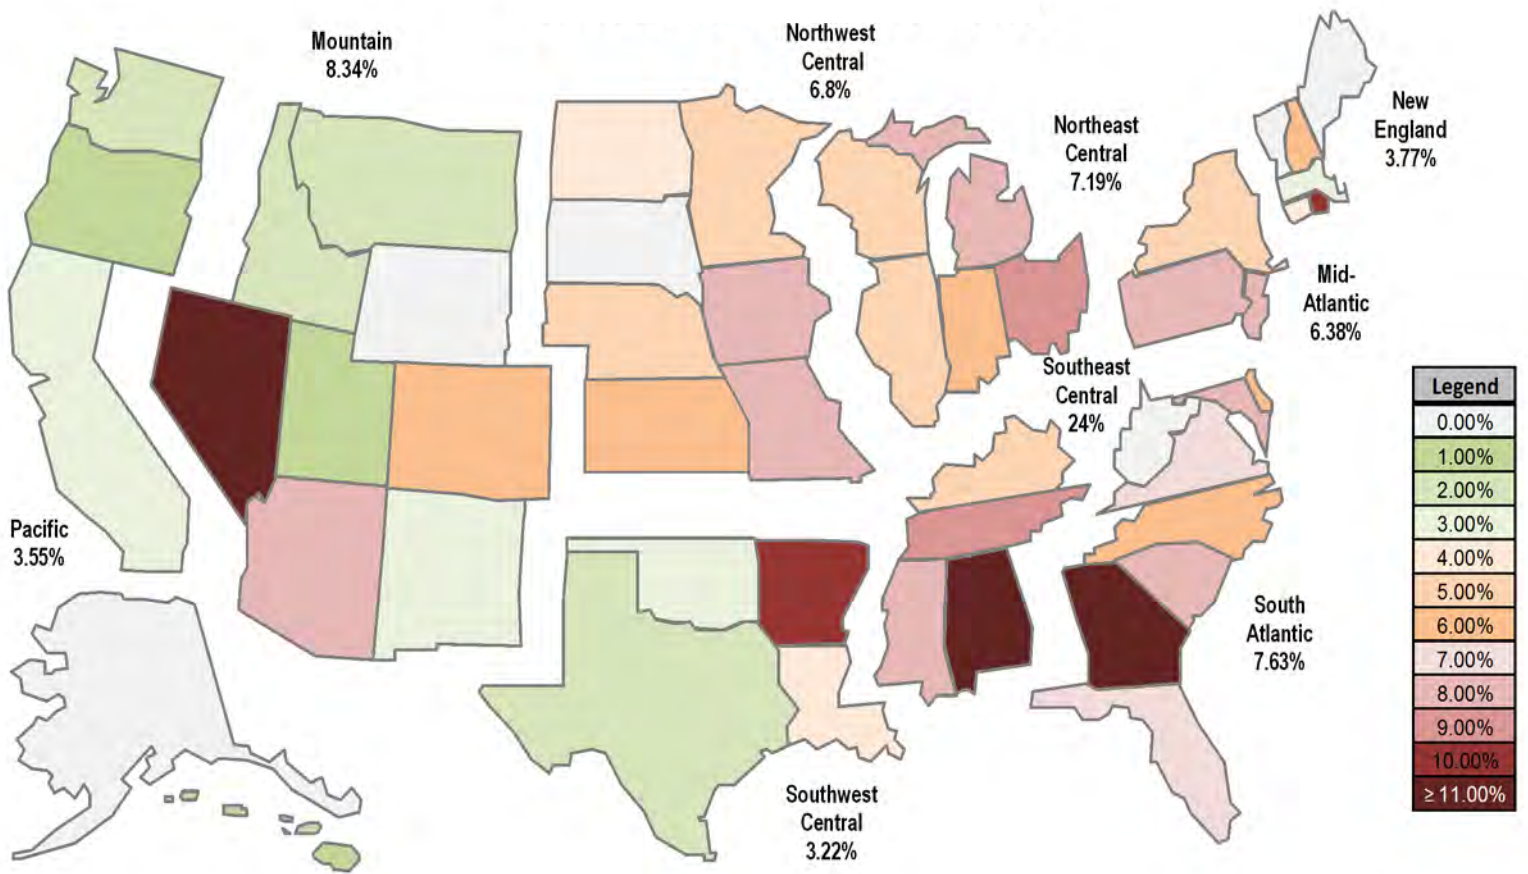 Mountain
8.34%
Northwest
Central
6.8%
Northeast
Central
7.19%
New
England
3.77%
Mid-
Atlantic
6.38%
Southeast
Central
24%
Pacific
3.55%
South
Atlantic
7.63%
Southwest
Central
3.22%
Legend
0.00%
1.00%
2.00%
3.00%
4.00%
5.00%
6.00%
7.00%
8.00%
9.00%
10.00%
≥ 11.00%